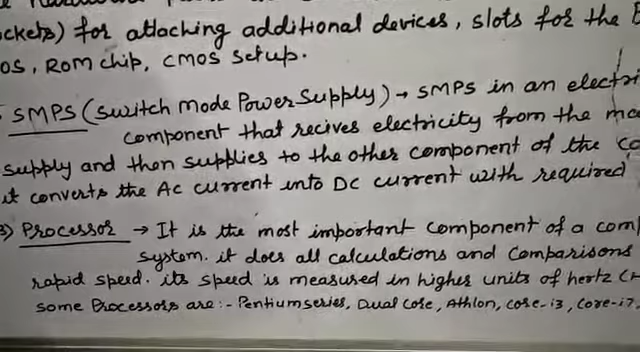 ckets) for attaching additional devices, slots for the
OS, ROM chip, CMOS setup.
SMPS (Switch Mode Power Supply) → SMPS in an electri
component that recives electricity from the ma
supply and then supplies to the other component of the co
it converts the AC current into DC current with required
3) Processor → It is the most important component of a com
system. it does all calculations and comparisons
rapid speed. its speed is measured in higher units of hertz (H
some Processors are:- Pentium series, Dual Core, Athlon, core-i3, Core-i7,